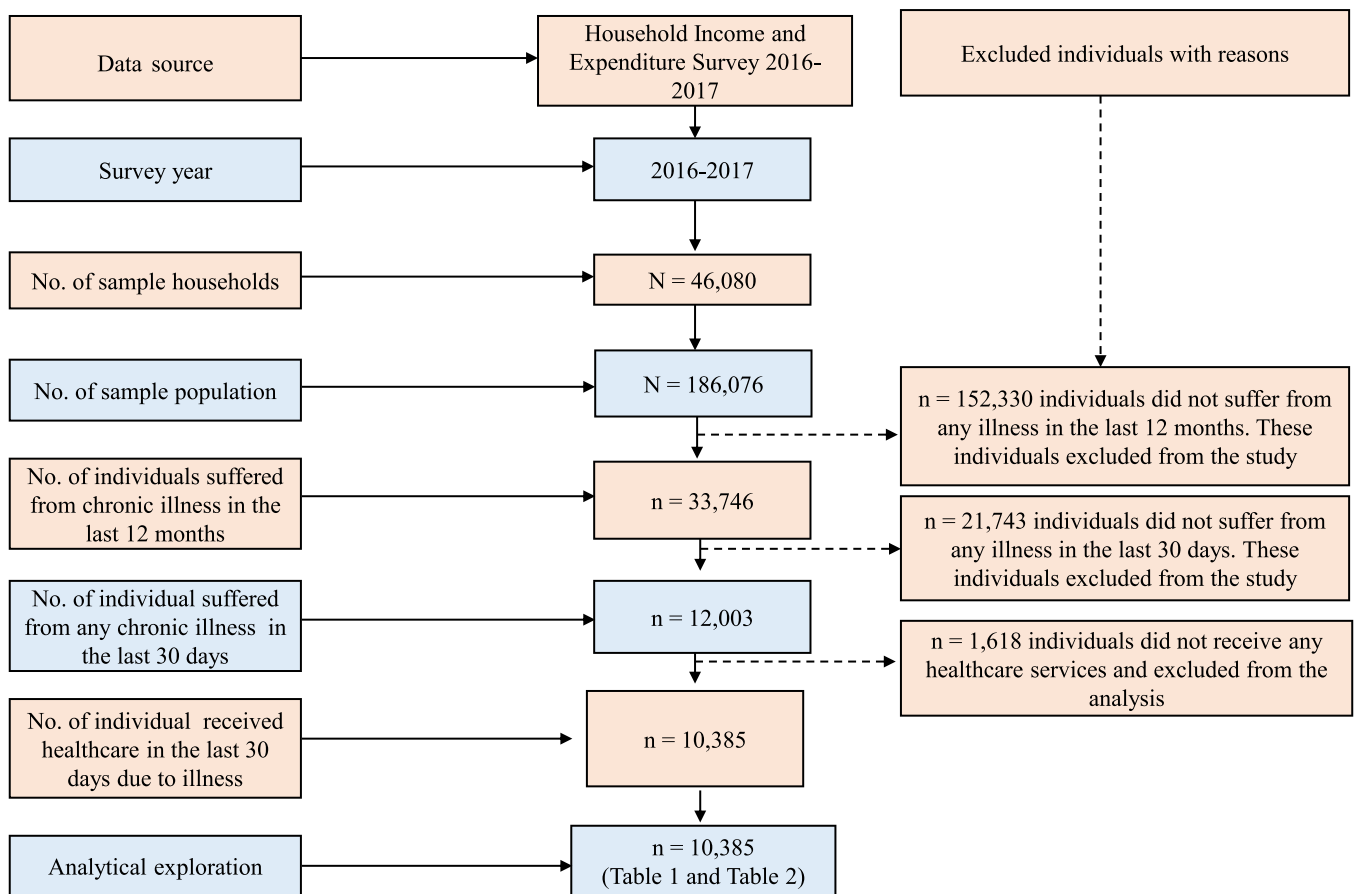 Data source
Household Income and
Expenditure Survey 2016-
2017
Excluded individuals with reasons
Survey year
2016-2017
No. of sample households
N = 46,080
No. of sample population
N = 186,076
n = 152,330 individuals did not suffer from
any illness in the last 12 months. These
individuals excluded from the study
No. of individuals suffered
from chronic illness in the
last 12 months
n = 33,746
n = 21,743 individuals did not suffer from
any illness in the last 30 days. These
individuals excluded from the study
No. of individual suffered
from any chronic illness  in
the last 30 days
n = 12,003
n = 1,618 individuals did not receive any
healthcare services and excluded from the
analysis
No. of individual  received
healthcare in the last 30
days due to illness
n = 10,385
Analytical exploration
n = 10,385
(Table 1 and Table 2)